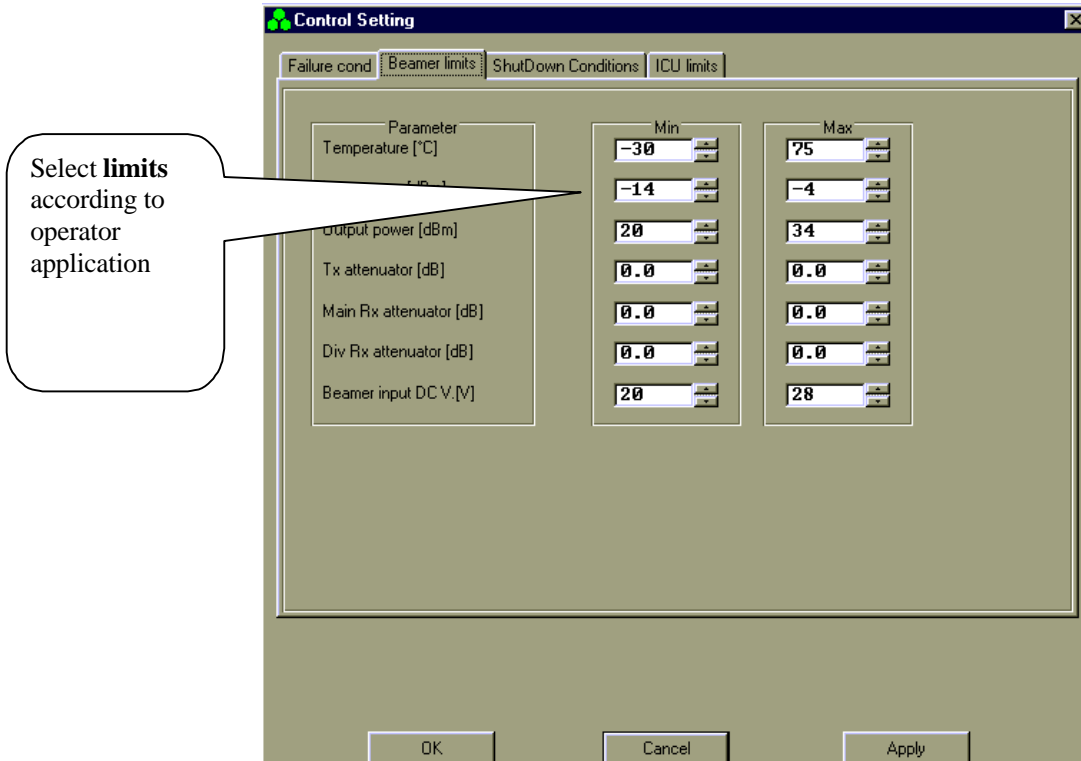 Control Setting
Failure cond Beamer limits ShutDown Conditions ICU limits
Parameter Min Max
Temperature [°C] -30 75
-14 -4
Output power [dBm] 20 34
Tx attenuator [dB] 0.0 0.0
Main Rx attenuator [dB] 0.0 0.0
Div Rx attenuator [dB] 0.0 0.0
Beamer input DC V.[V] 20 28
OK Cancel Apply
Select limits
according to
operator
application